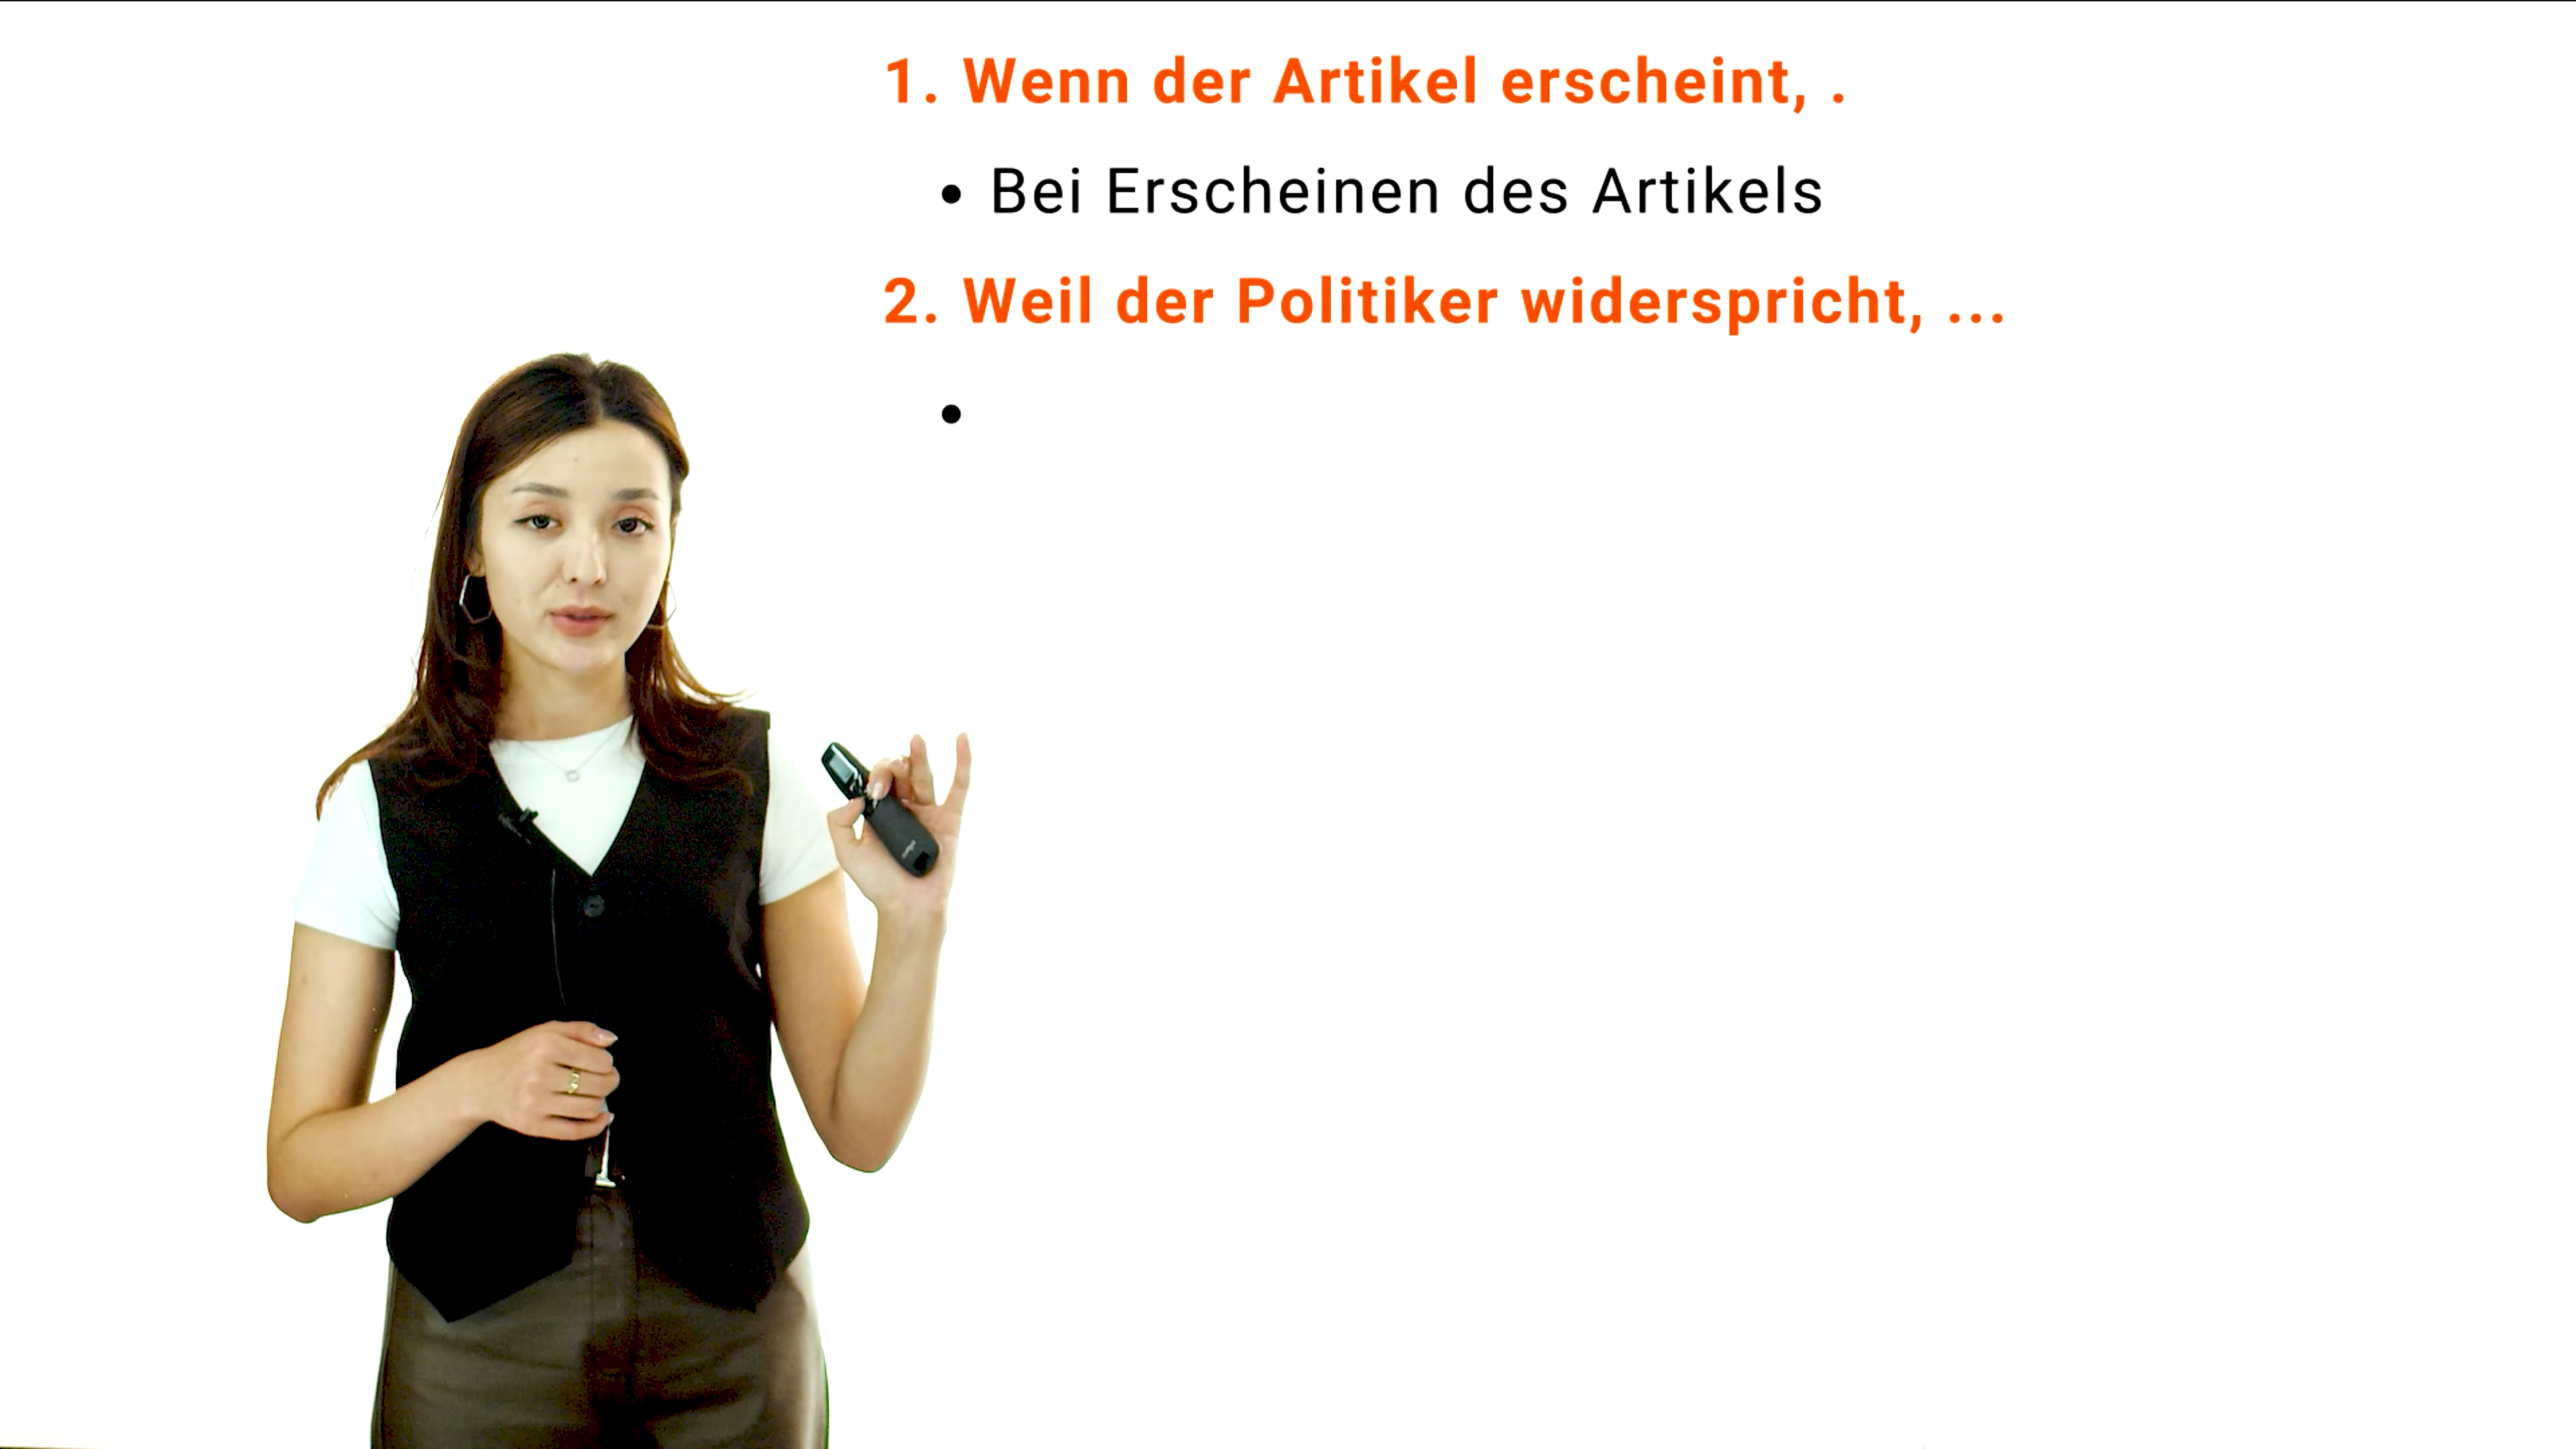 1. Wenn der Artikel erscheint, .
• Bei Erscheinen des Artikels
2. Weil der Politiker widerspricht, ...
•